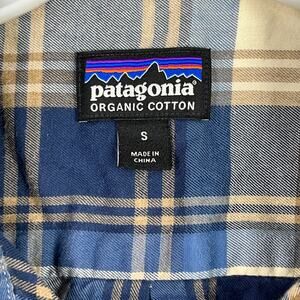 patagonia®
ORGANIC COTTON
S
MADE IN
CHINA